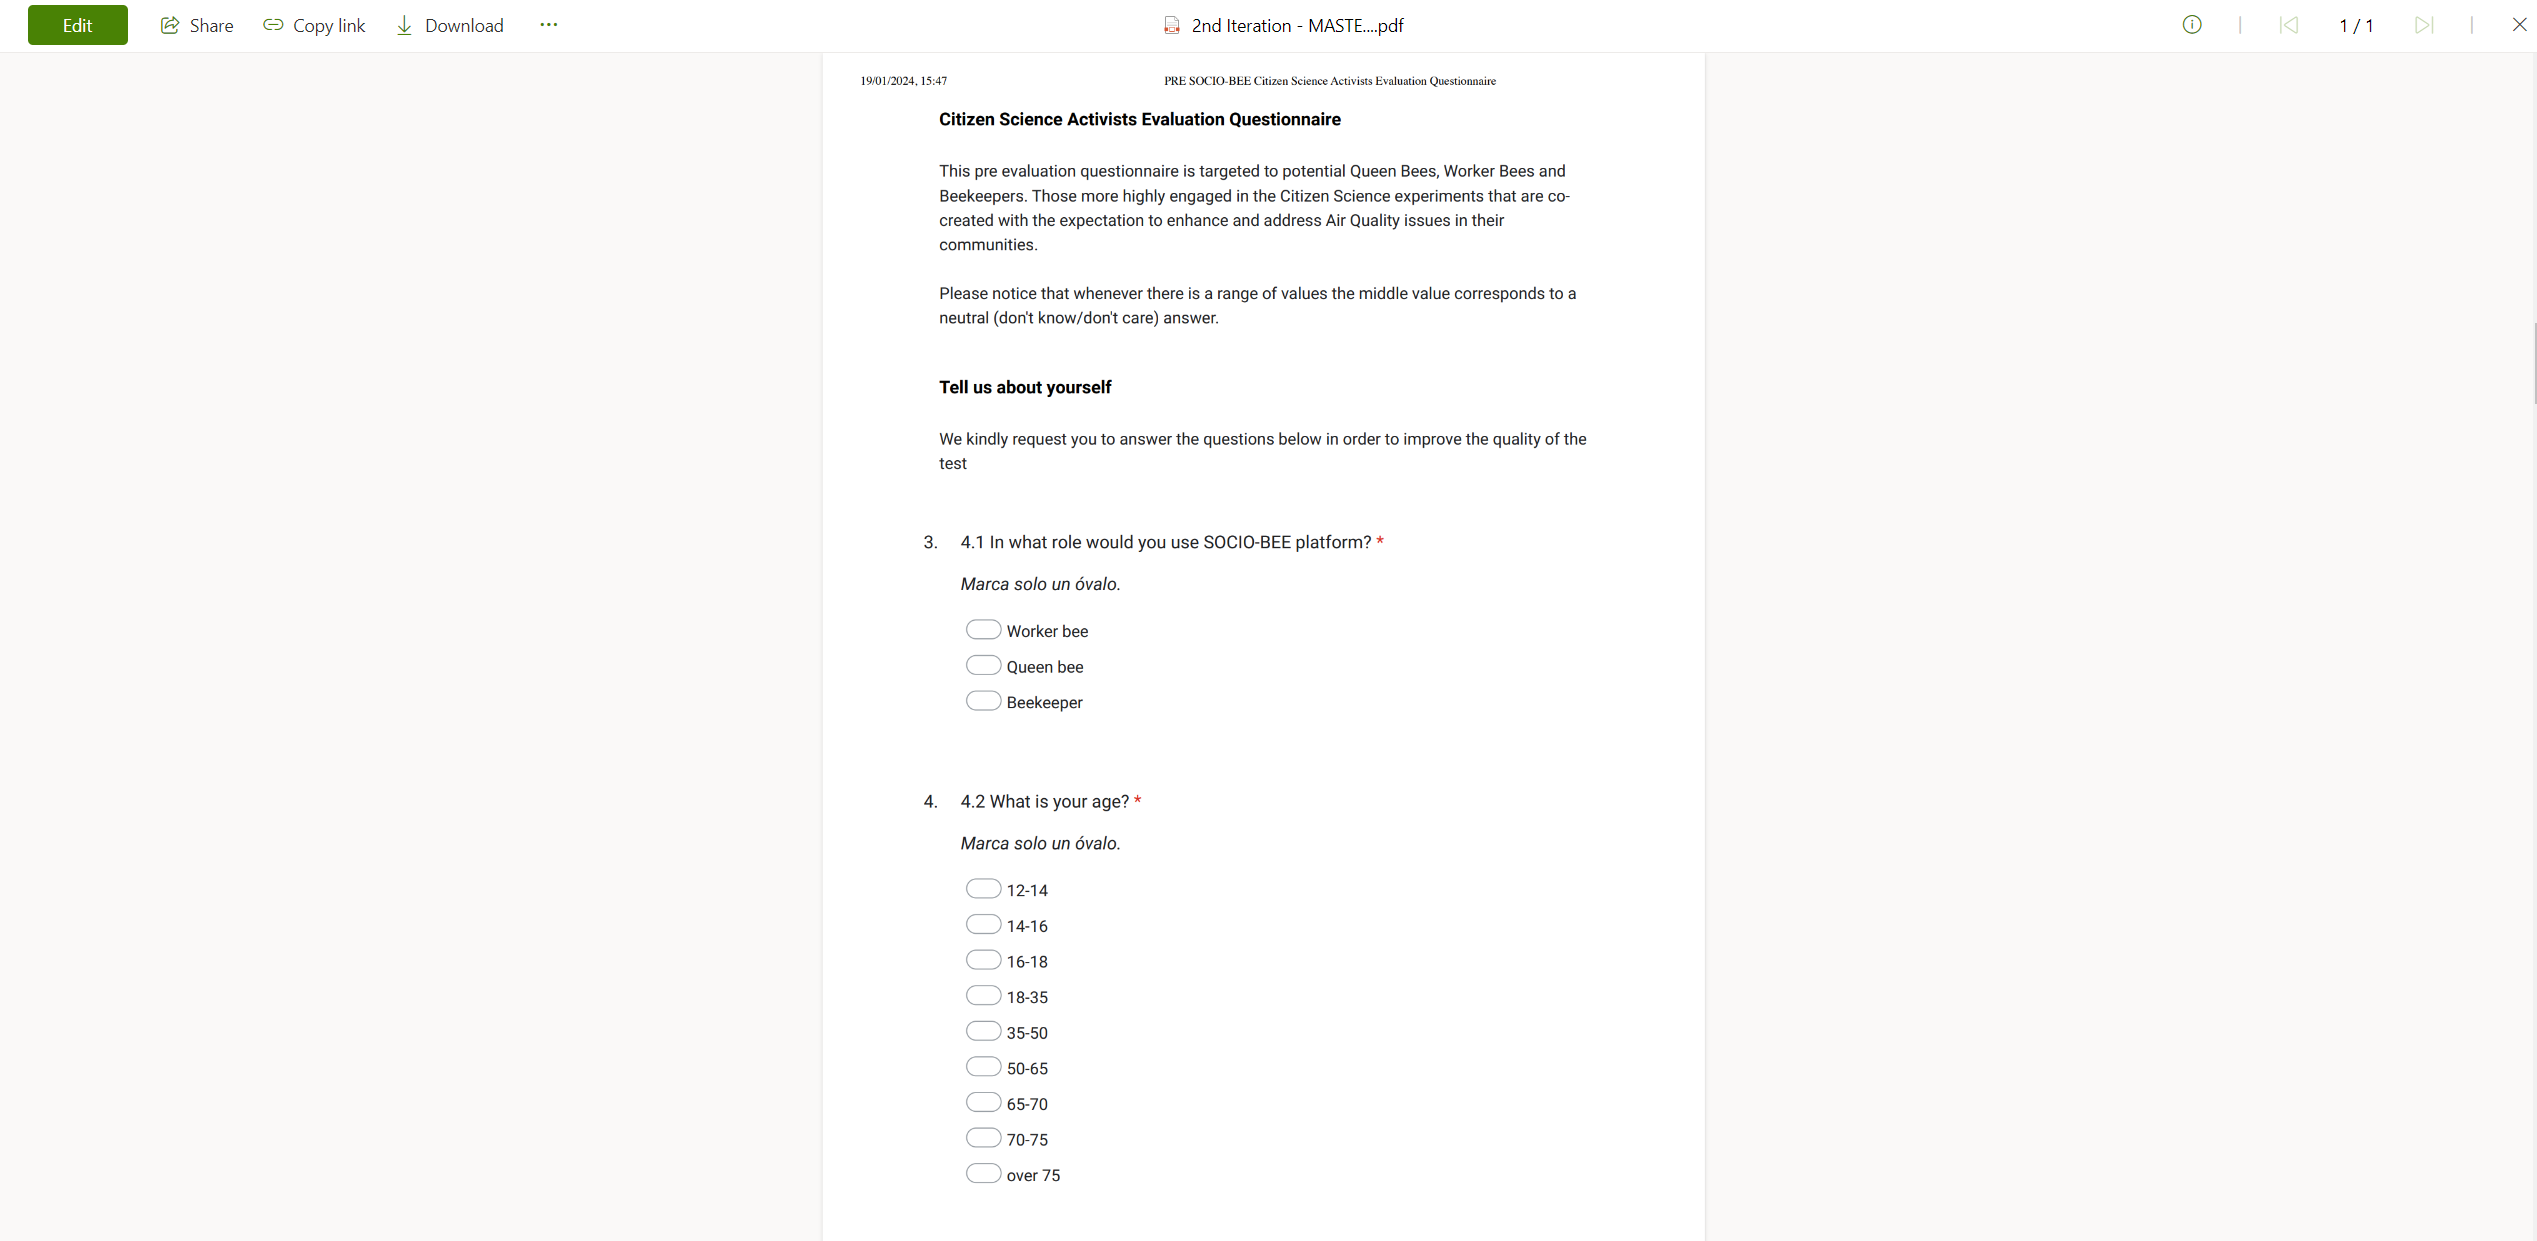 Edit Share Copy link Download ... 2nd Iteration - MASTE....pdf 1 / 1
19/01/2024, 15:47 PRE SOCIO-BEE Citizen Science Activists Evaluation Questionnaire
Citizen Science Activists Evaluation Questionnaire
This pre evaluation questionnaire is targeted to potential Queen Bees, Worker Bees and
Beekeepers. Those more highly engaged in the Citizen Science experiments that are co-
created with the expectation to enhance and address Air Quality issues in their
communities.
Please notice that whenever there is a range of values the middle value corresponds to a
neutral (don't know/don't care) answer.
Tell us about yourself
We kindly request you to answer the questions below in order to improve the quality of the
test
3. 4.1 In what role would you use SOCIO-BEE platform? *
Marca solo un óvalo.
Worker bee
Queen bee
Beekeeper
4. 4.2 What is your age? *
Marca solo un óvalo.
12-14
14-16
16-18
18-35
35-50
50-65
65-70
70-75
over 75